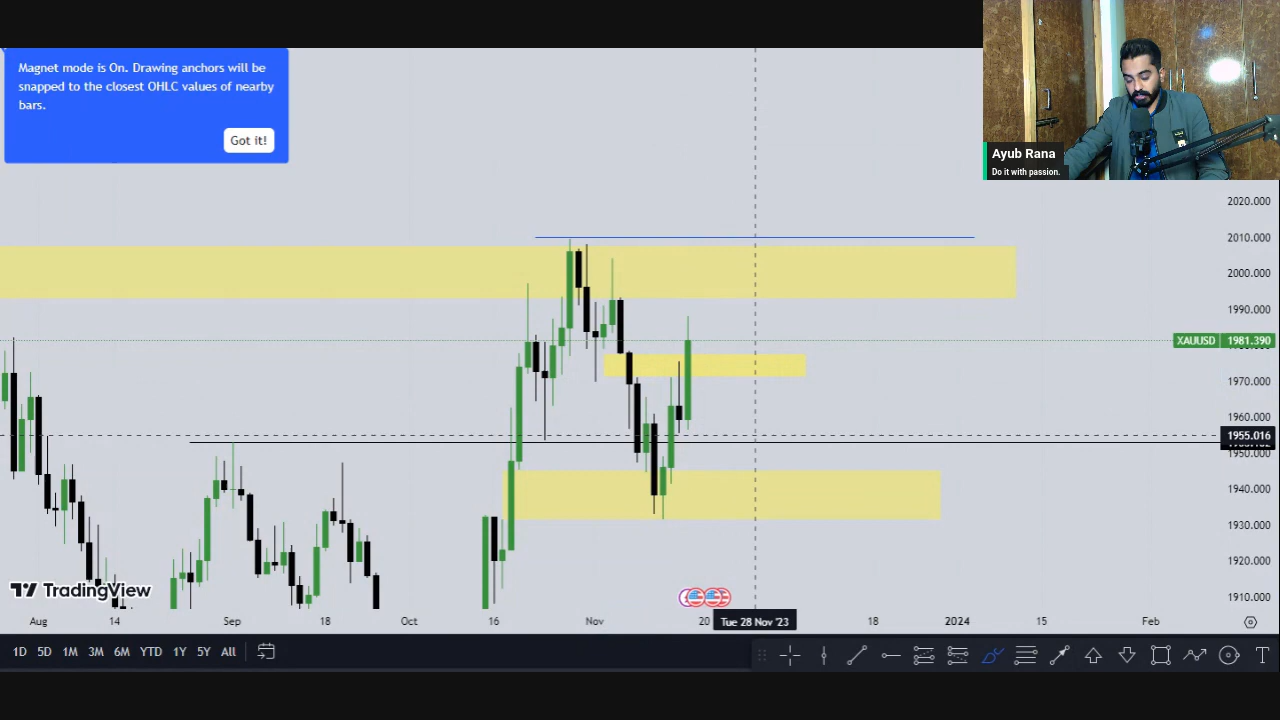 Magnet mode is On. Drawing anchors will be
snapped to the closest OHLC values of nearby
bars.
Got it!
Ayub Rana
Do it with passion.
2020.000
2010.000
2000.000
1990.000
XAUUSD 1981.390
1970.000
1960.000
1955.016
1950.000
1940.000
1930.000
1920.000
1910.000
TradingView
Aug 14 Sep 18 Oct 16 Nov 20 Tue 28 Nov '23 18 2024 15 Feb
1D 5D 1M 3M 6M YTD 1Y 5Y All
T